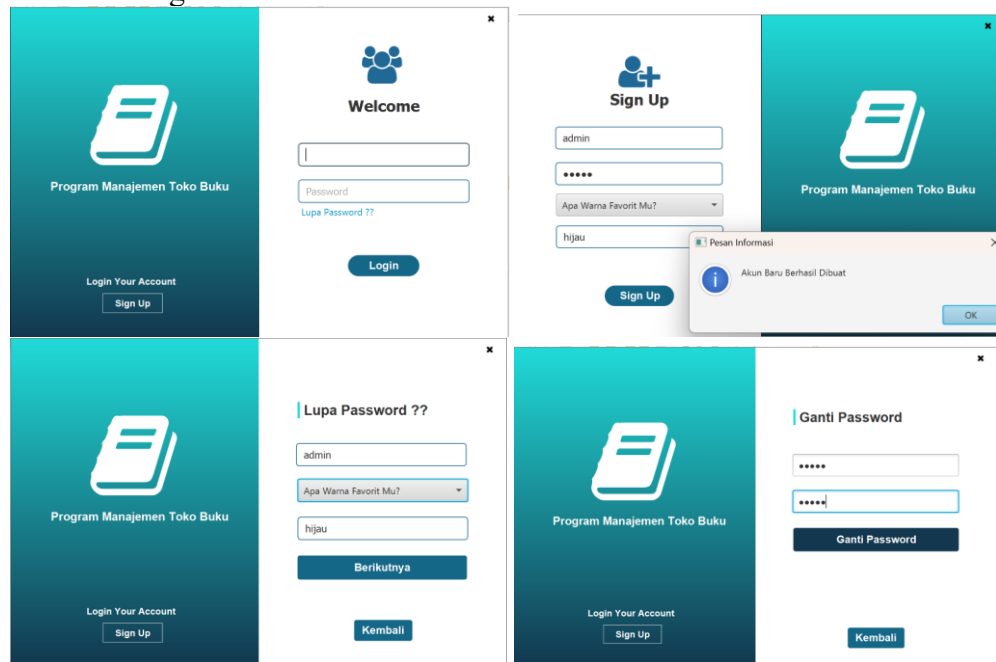 Welcome
Password
Lupa Password ??
Login
Program Manajemen Toko Buku
Login Your Account
Sign Up
Sign Up
admin
•••••
Apa Warna Favorit Mu?
hijau
Sign Up
Program Manajemen Toko Buku
Pesan Informasi
Akun Baru Berhasil Dibuat
OK
Program Manajemen Toko Buku
Login Your Account
Sign Up
Lupa Password ??
admin
Apa Warna Favorit Mu?
hijau
Berikutnya
Kembali
Program Manajemen Toko Buku
Login Your Account
Sign Up
Ganti Password
•••••
•••••
Ganti Password
Kembali